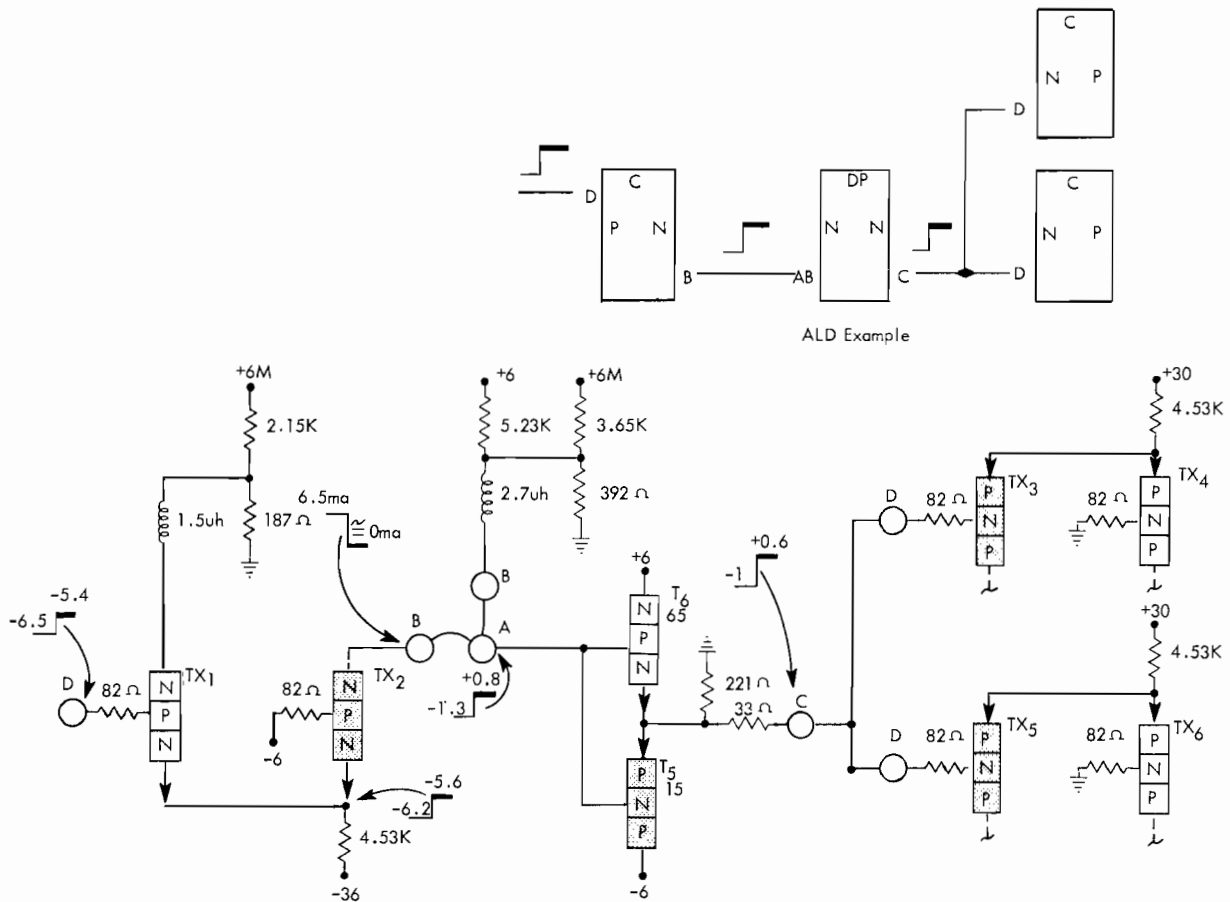 C
N P
D
C
D P N
B
DP
N N
AB C
C
D N P
ALD Example
+6M
2.15K
1.5uh
187 Ω
+6
5.23K
+6M
3.65K
2.7uh
392 Ω
6.5ma
≅ 0ma
B
B
A
+0.8
-1.3
-5.4
-6.5
D
82 Ω
N
P
N
TX1
82 Ω
-6
N
P
N
TX2
-5.6
-6.2
4.53K
-36
+6
N
P
N
T6
65
P
N
P
T5
15
-6
221 Ω
33 Ω
+0.6
-1
C
+30
4.53K
D
82 Ω
P
N
P
TX3
82 Ω
P
N
P
TX4
+30
4.53K
D
82 Ω
P
N
P
TX5
82 Ω
P
N
P
TX6